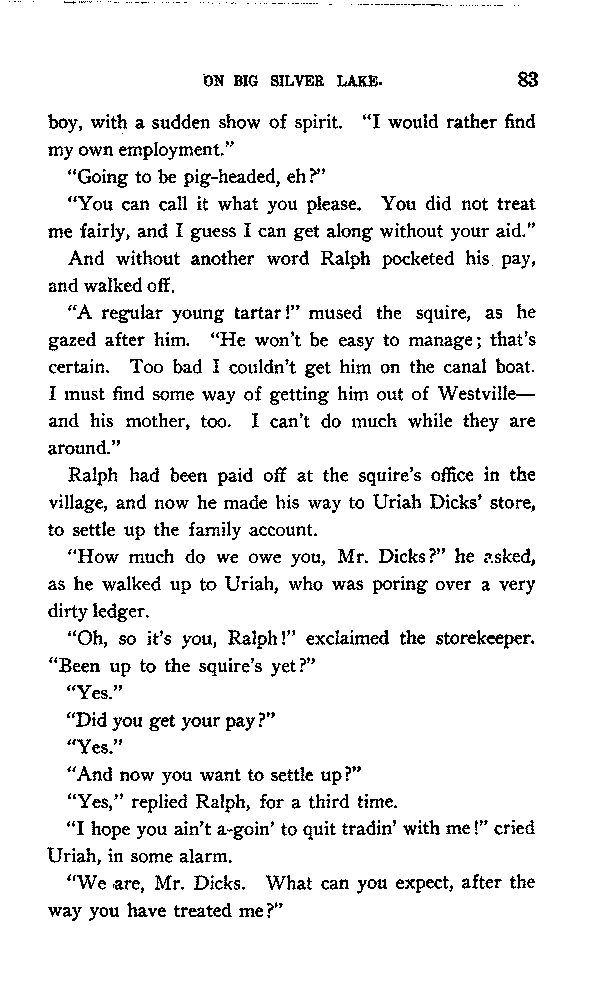 ON BIG SILVER LAKE. 83
boy, with a sudden show of spirit. "I would rather find
my own employment."
"Going to be pig-headed, eh?"
"You can call it what you please. You did not treat
me fairly, and I guess I can get along without your aid."
And without another word Ralph pocketed his pay,
and walked off.
"A regular young tartar!" mused the squire, as he
gazed after him. "He won't be easy to manage; that's
certain. Too bad I couldn't get him on the canal boat.
I must find some way of getting him out of Westville—
and his mother, too. I can't do much while they are
around."
Ralph had been paid off at the squire's office in the
village, and now he made his way to Uriah Dicks' store,
to settle up the family account.
"How much do we owe you, Mr. Dicks?" he asked,
as he walked up to Uriah, who was poring over a very
dirty ledger.
"Oh, so it's you, Ralph!" exclaimed the storekeeper.
"Been up to the squire's yet?"
"Yes."
"Did you get your pay?"
"Yes."
"And now you want to settle up?"
"Yes," replied Ralph, for a third time.
"I hope you ain't a-goin' to quit tradin' with me!" cried
Uriah, in some alarm.
"We are, Mr. Dicks. What can you expect, after the
way you have treated me?"